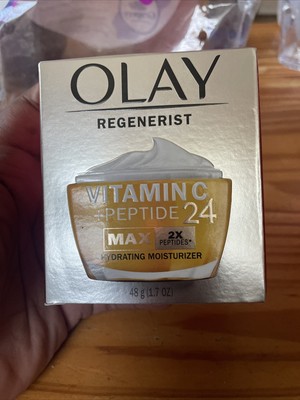 OLAY
REGENERIST
VITAMIN C
+PEPTIDE 24
MAX 2X
PEPTIDES*
HYDRATING MOISTURIZER
48 g (1.7 OZ)